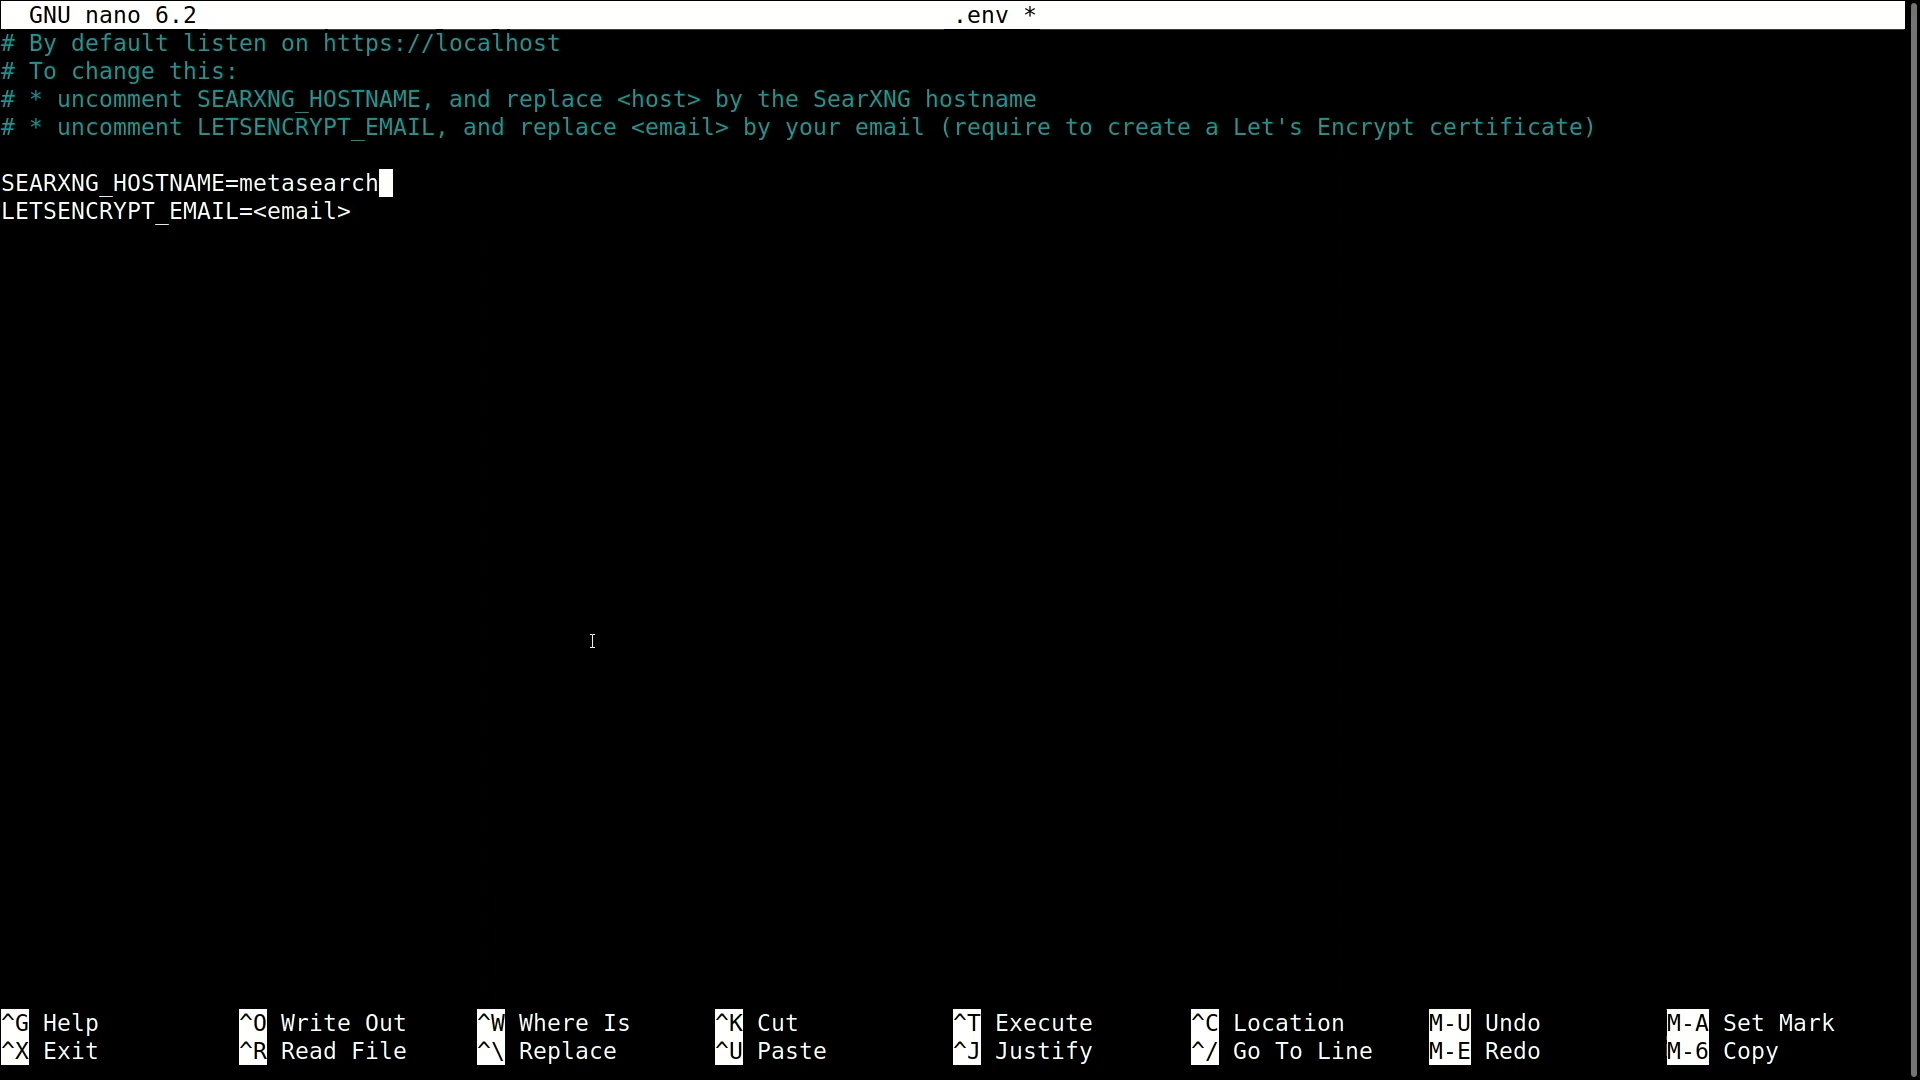 GNU nano 6.2 .env *
# By default listen on https://localhost
# To change this:
# * uncomment SEARXNG_HOSTNAME, and replace <host> by the SearXNG hostname
# * uncomment LETSENCRYPT_EMAIL, and replace <email> by your email (require to create a Let's Encrypt certificate)
SEARXNG_HOSTNAME=metasearch
LETSENCRYPT_EMAIL=<email>
^G Help ^O Write Out ^W Where Is ^K Cut ^T Execute ^C Location M-U Undo M-A Set Mark
^X Exit ^R Read File ^\ Replace ^U Paste ^J Justify ^/ Go To Line M-E Redo M-6 Copy